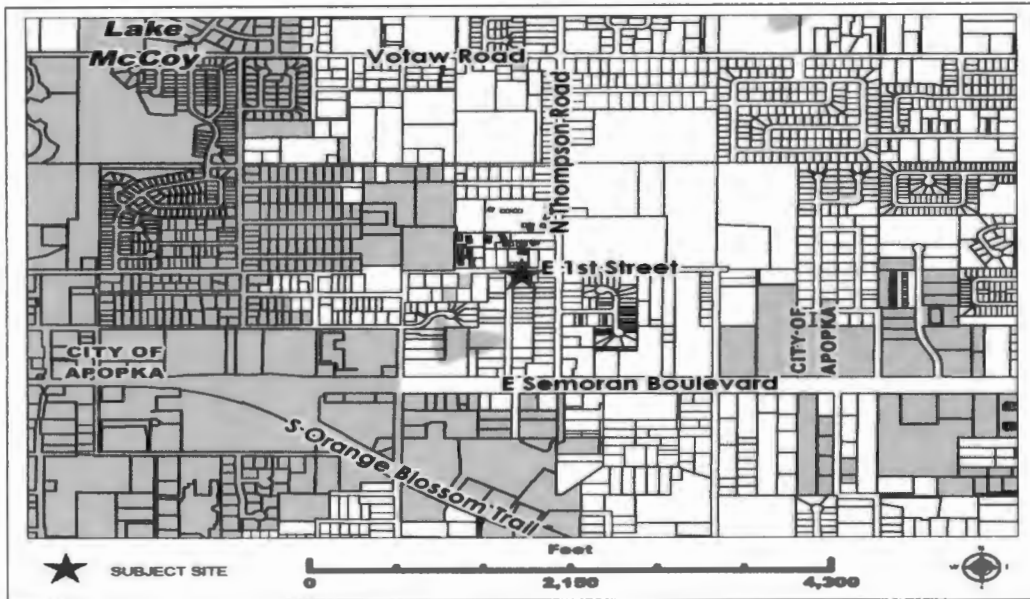 Lake
McCoy
Votaw Road
N Thompson Road
E 1st Street
CITY OF
APOPKA
CITY OF
APOPKA
E Semoran Boulevard
S Orange Blossom Trail
Feet
SUBJECT SITE
0
2,150
4,300
N
W
S